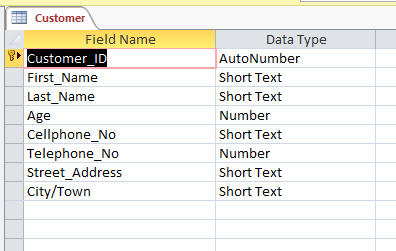 Customer
Field Name Data Type
Customer_ID AutoNumber
First_Name Short Text
Last_Name Short Text
Age Number
Cellphone_No Short Text
Telephone_No Number
Street_Address Short Text
City/Town Short Text